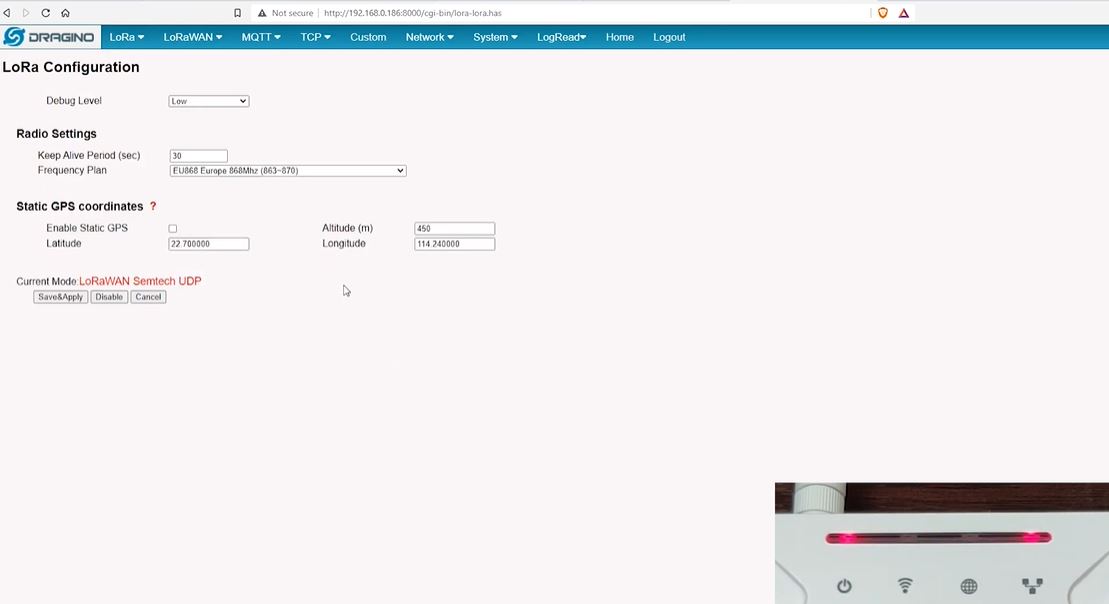 Not secure http://192.168.0.186:8000/cgi-bin/lora-lora.has
DRAGINO LoRa LoRaWAN MQTT TCP Custom Network System LogRead Home Logout
LoRa Configuration
Debug Level Low
Radio Settings
Keep Alive Period (sec) 30
Frequency Plan EU868 Europe 868Mhz (863~870)
Static GPS coordinates ?
Enable Static GPS Altitude (m) 450
Latitude 22.700000 Longitude 114.240000
Current Mode:LoRaWAN Semtech UDP
Save&Apply Disable Cancel